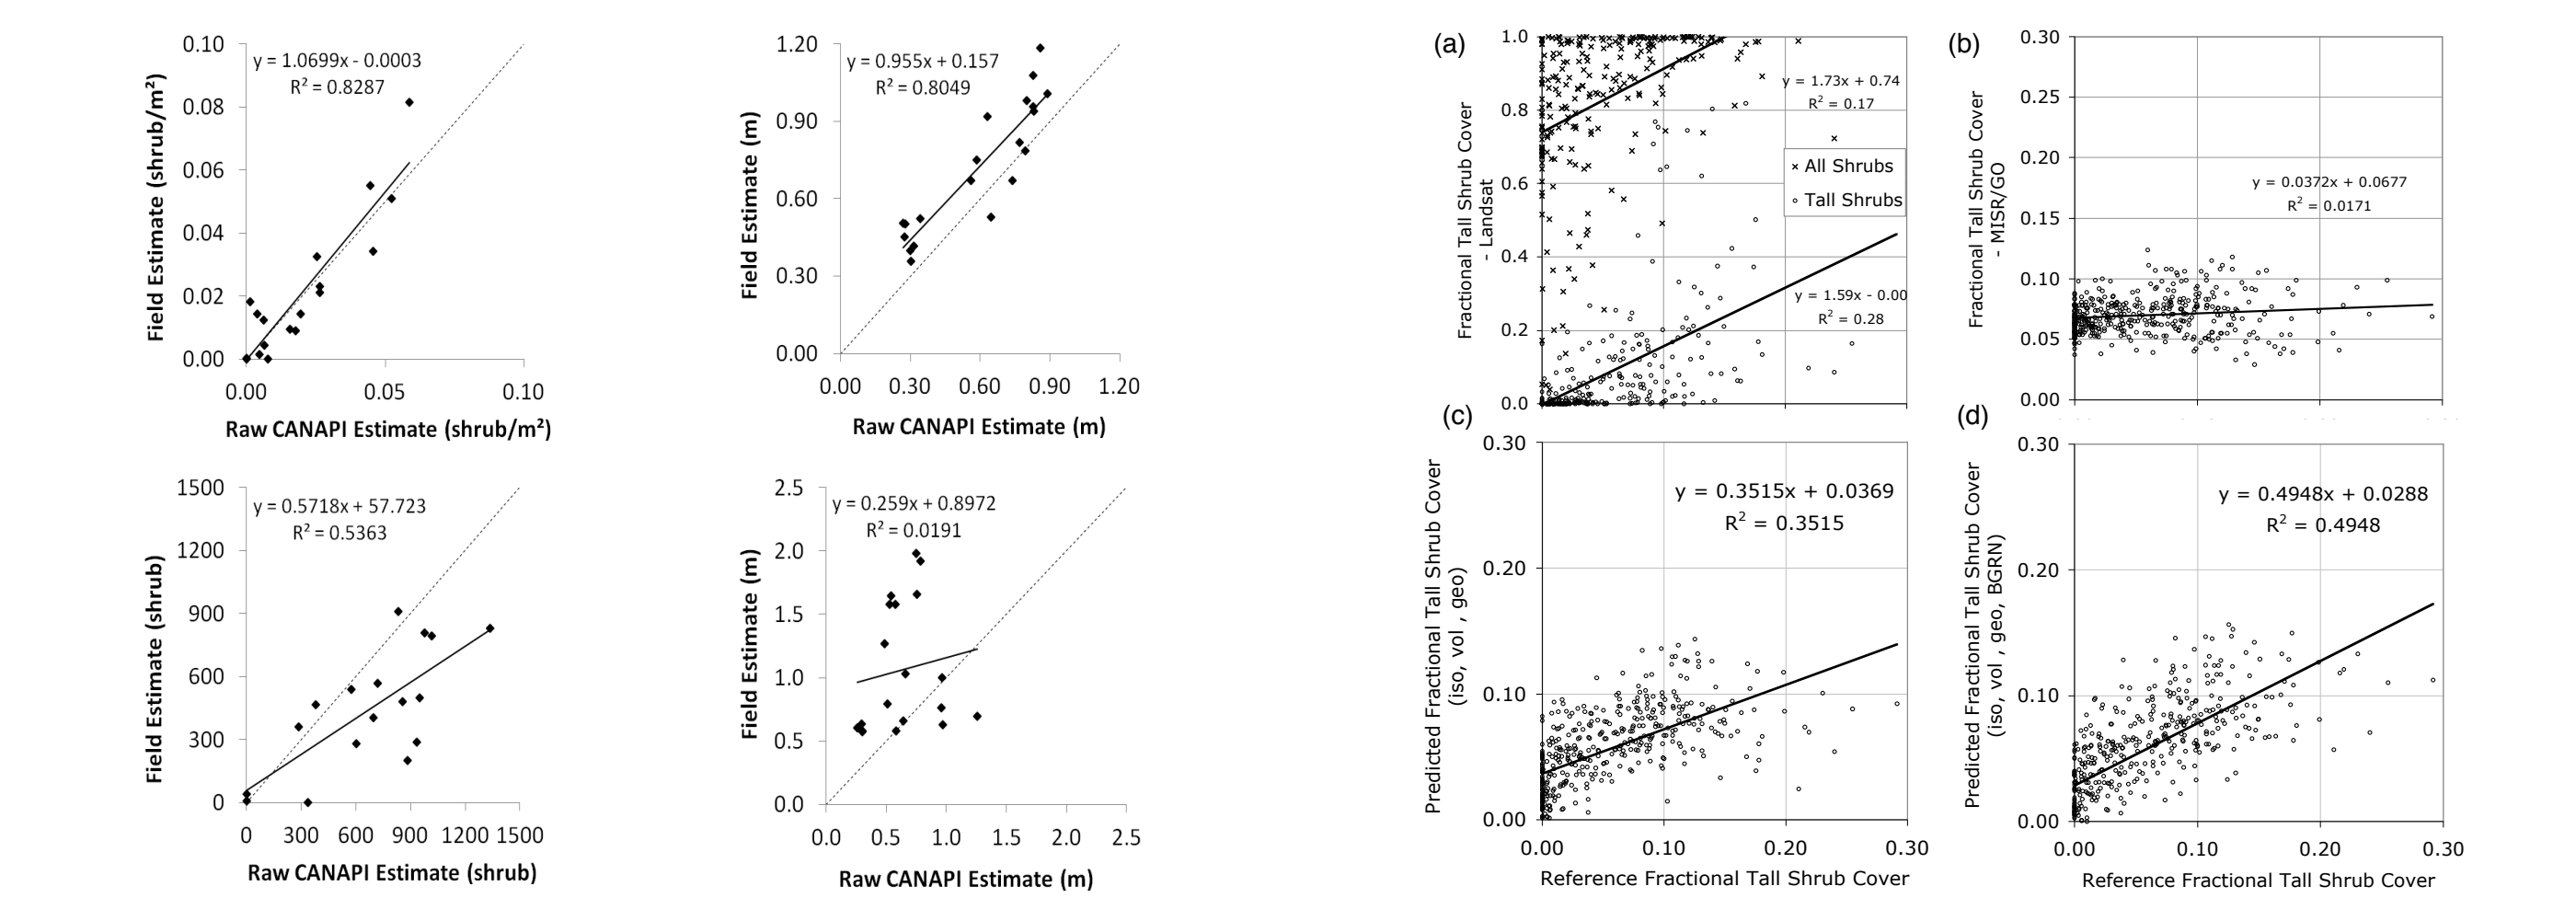 0.10
0.08
0.06
0.04
0.02
0.00
Field Estimate (shrub/m²)
y = 1.0699x - 0.0003
R² = 0.8287
0.00 0.05 0.10
Raw CANAPI Estimate (shrub/m²)
1.20
0.90
0.60
0.30
0.00
Field Estimate (m)
y = 0.955x + 0.157
R² = 0.8049
0.00 0.30 0.60 0.90 1.20
Raw CANAPI Estimate (m)
1500
1200
900
600
300
0
Field Estimate (shrub)
y = 0.5718x + 57.723
R² = 0.5363
0 300 600 900 1200 1500
Raw CANAPI Estimate (shrub)
2.5
2.0
1.5
1.0
0.5
0.0
Field Estimate (m)
y = 0.259x + 0.8972
R² = 0.0191
0.0 0.5 1.0 1.5 2.0 2.5
Raw CANAPI Estimate (m)
(a)
1.0
0.8
0.6
0.4
0.2
0.0
Fractional Tall Shrub Cover
- Landsat
y = 1.73x + 0.74
R² = 0.17
× All Shrubs
o Tall Shrubs
y = 1.59x - 0.00
R² = 0.28
(b)
0.30
0.25
0.20
0.15
0.10
0.05
0.00
Fractional Tall Shrub Cover
- MISR/GO
y = 0.0372x + 0.0677
R² = 0.0171
(c)
0.30
0.20
0.10
0.00
Predicted Fractional Tall Shrub Cover
(iso, vol , geo)
y = 0.3515x + 0.0369
R² = 0.3515
0.00 0.10 0.20 0.30
Reference Fractional Tall Shrub Cover
(d)
0.30
0.20
0.10
0.00
Predicted Fractional Tall Shrub Cover
(iso, vol , geo, BGRN)
y = 0.4948x + 0.0288
R² = 0.4948
0.00 0.10 0.20 0.30
Reference Fractional Tall Shrub Cover